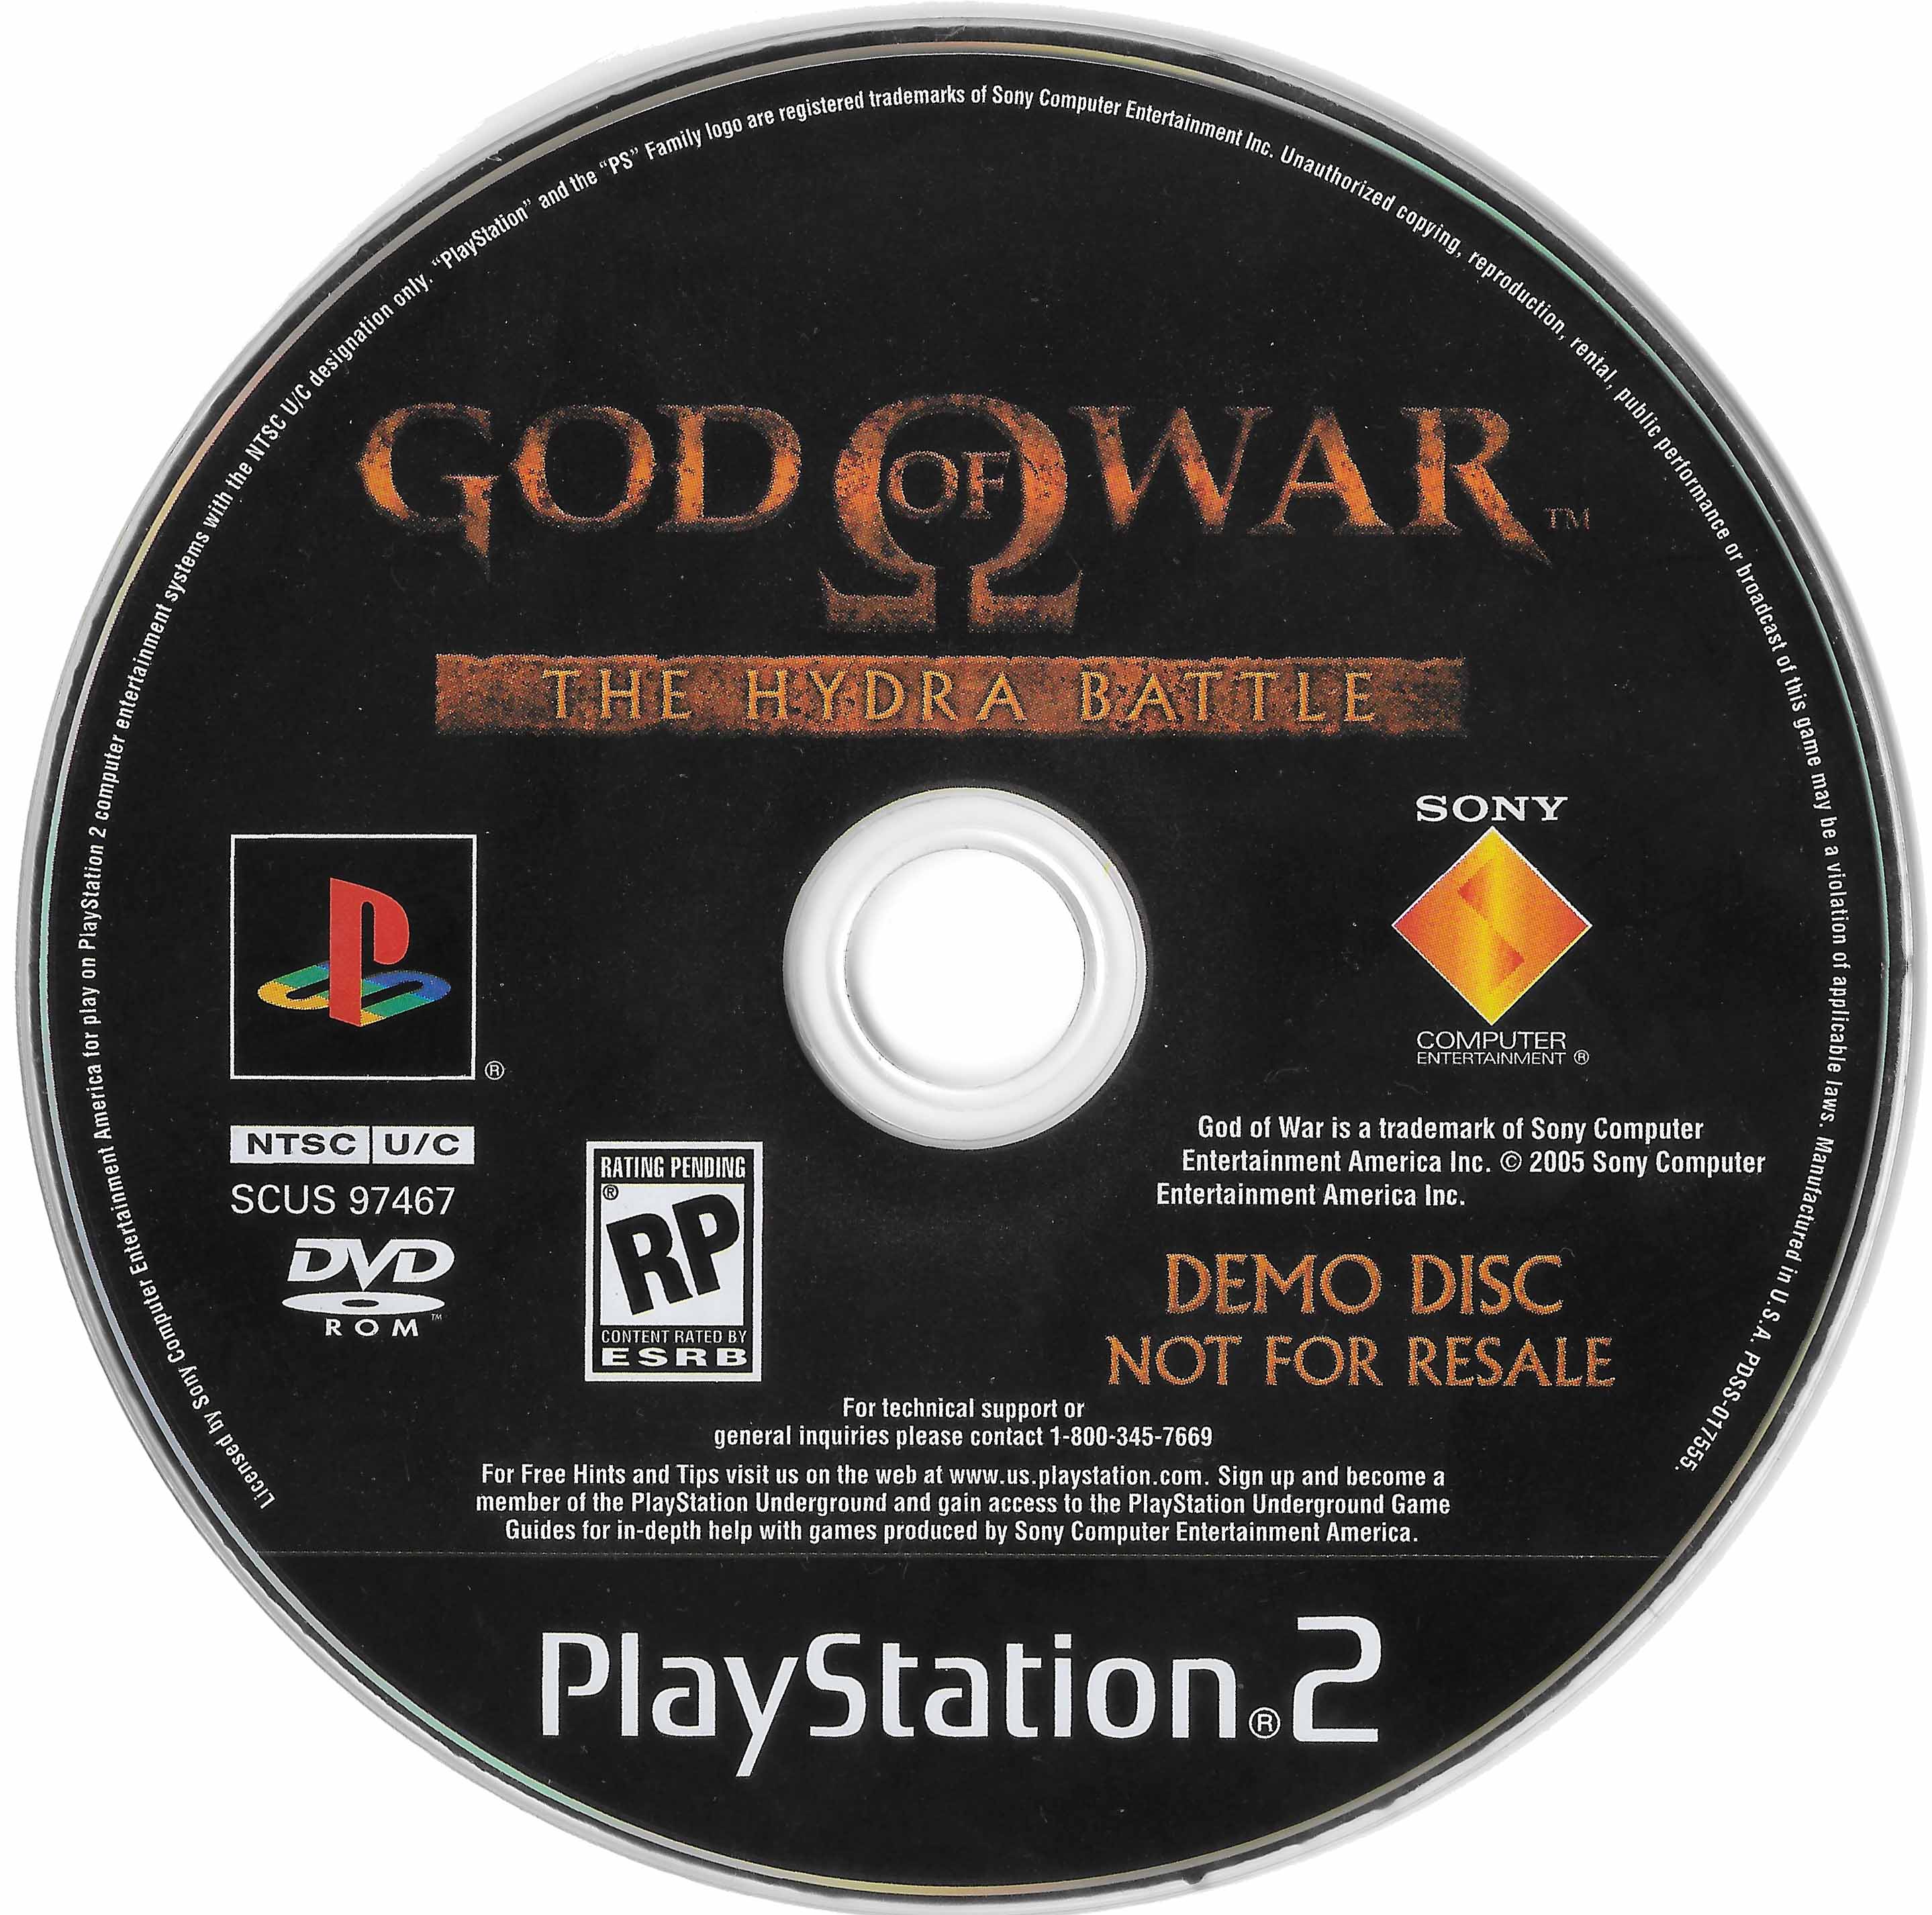 Licensed by Sony Computer Entertainment America for play on PlayStation 2 computer entertainment systems with the NTSC U/C designation only. “PlayStation” and the “PS” Family logo are registered trademarks of Sony Computer Entertainment Inc. Unauthorized copying, reproduction, rental, public performance or broadcast of this game may be a violation of applicable laws. Manufactured in U.S.A. PDSS-017555.
GOD OF WAR™
THE HYDRA BATTLE
SONY
COMPUTER
ENTERTAINMENT ®
®
NTSC U/C
SCUS 97467
DVD
ROM™
RATING PENDING
RP®
CONTENT RATED BY
ESRB
God of War is a trademark of Sony Computer
Entertainment America Inc. © 2005 Sony Computer
Entertainment America Inc.
DEMO DISC
NOT FOR RESALE
For technical support or
general inquiries please contact 1-800-345-7669
For Free Hints and Tips visit us on the web at www.us.playstation.com. Sign up and become a
member of the PlayStation Underground and gain access to the PlayStation Underground Game
Guides for in-depth help with games produced by Sony Computer Entertainment America.
PlayStation®2